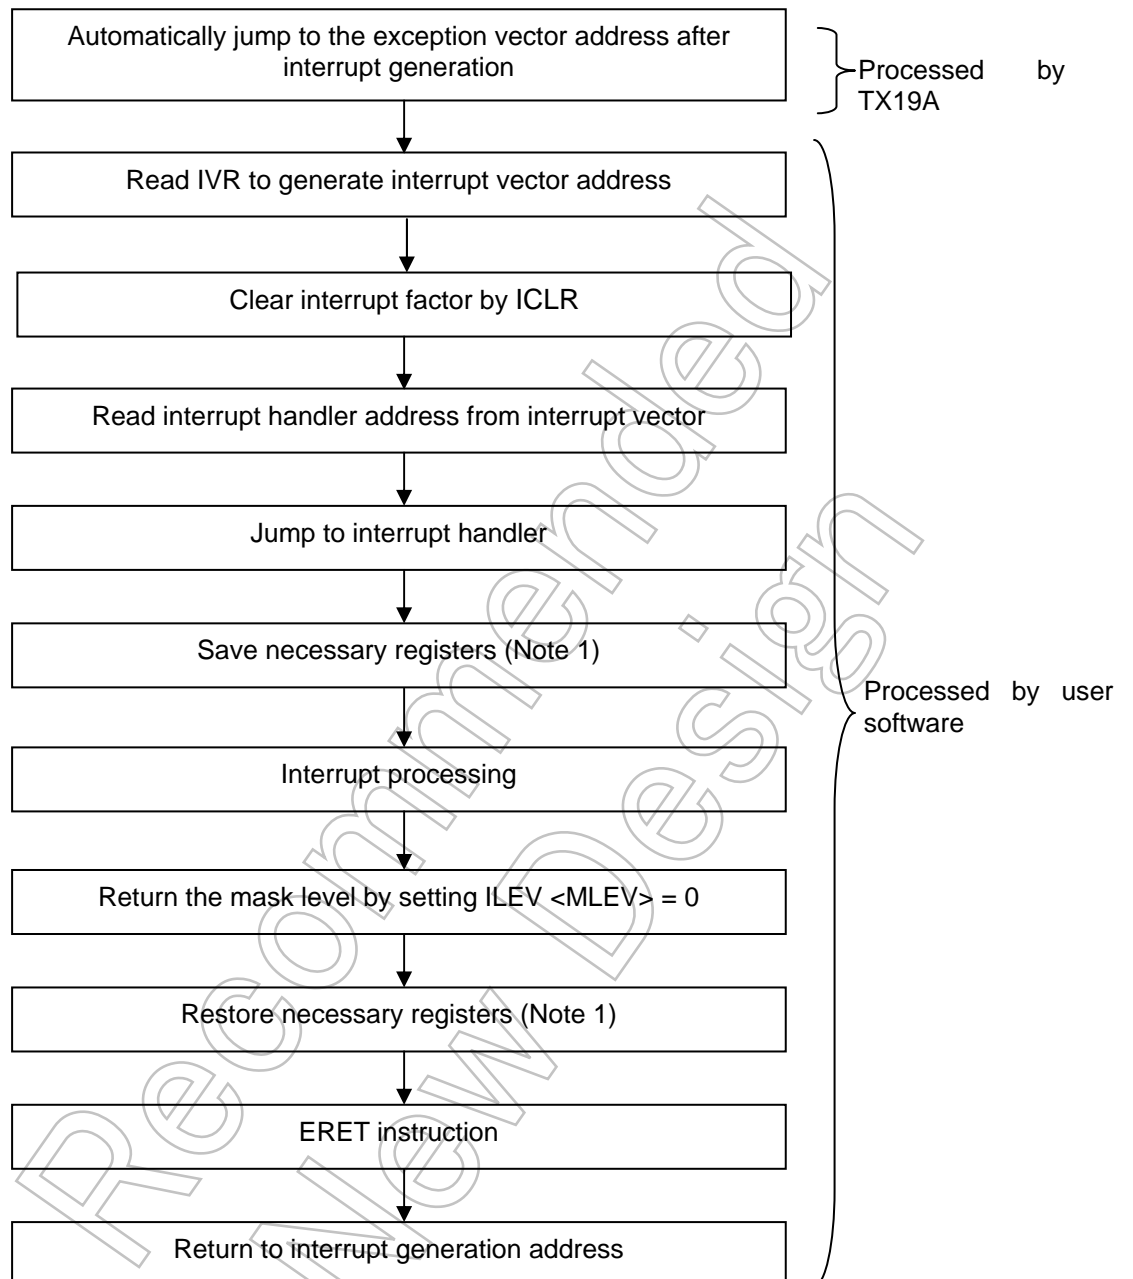 Automatically jump to the exception vector address after
interrupt generation
Processed by
TX19A
Read IVR to generate interrupt vector address
Clear interrupt factor by ICLR
Read interrupt handler address from interrupt vector
Jump to interrupt handler
Save necessary registers (Note 1)
Processed by user
software
Interrupt processing
Return the mask level by setting ILEV <MLEV> = 0
Restore necessary registers (Note 1)
ERET instruction
Return to interrupt generation address
Recommended
New Design